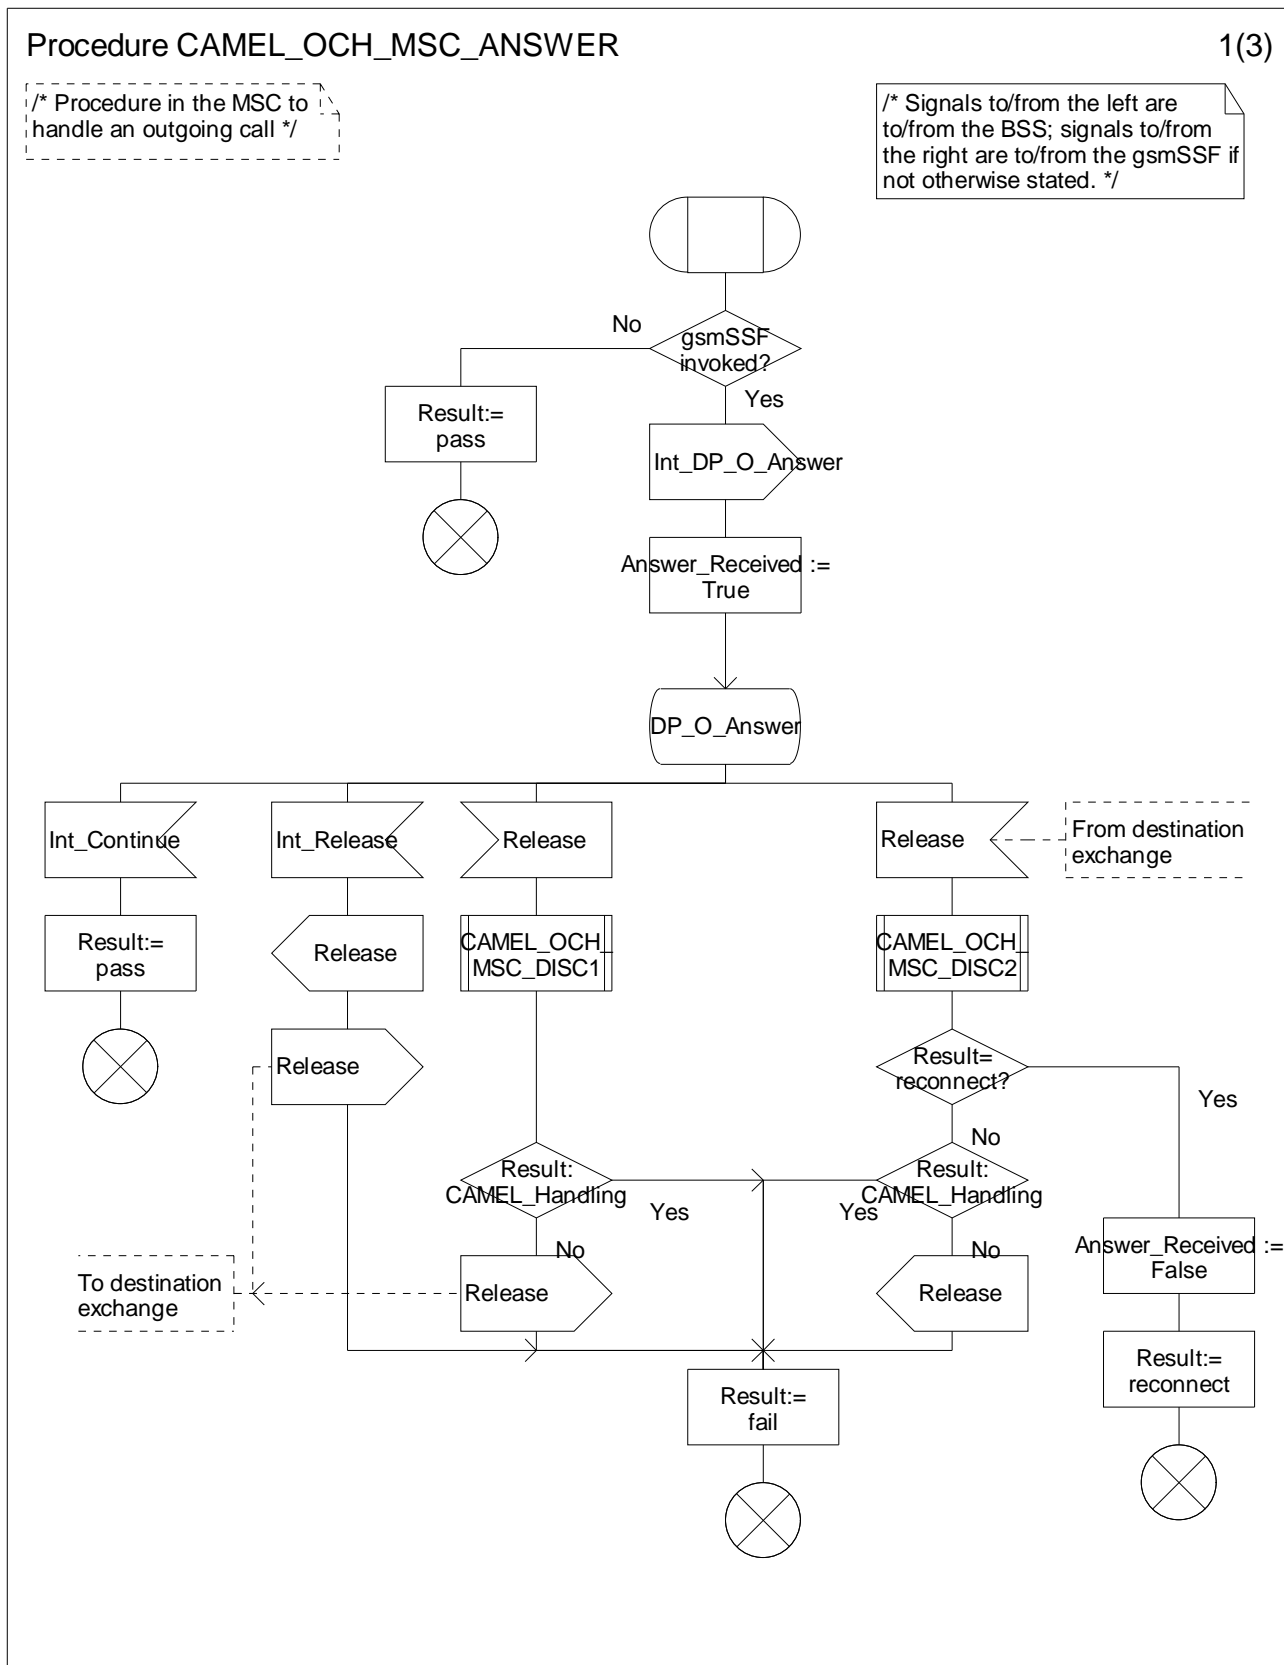 Procedure CAMEL_OCH_MSC_ANSWER
1(3)
/* Procedure in the MSC to
handle an outgoing call */
/* Signals to/from the left are
to/from the BSS; signals to/from
the right are to/from the gsmSSF if
not otherwise stated. */
gsmSSF
invoked?
No
Yes
Result:=
pass
Int_DP_O_Answer
Answer_Received :=
True
DP_O_Answer
Int_Continue
Int_Release
Release
Release
From destination
exchange
Result:=
pass
Release
CAMEL_OCH_
MSC_DISC1
CAMEL_OCH_
MSC_DISC2
Release
Result=
reconnect?
Yes
No
Result:
CAMEL_Handling
Yes
No
Result:
CAMEL_Handling
Yes
No
Answer_Received :=
False
To destination
exchange
Release
Release
Result:=
fail
Result:=
reconnect